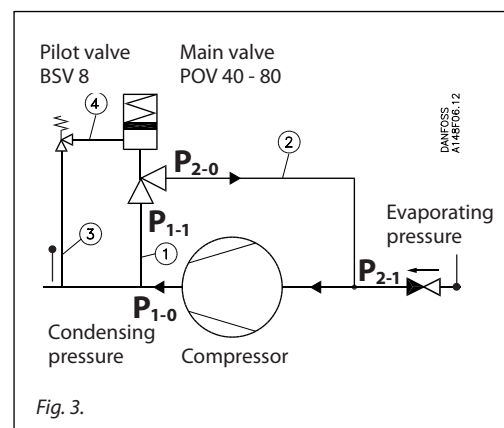 Pilot valve
BSV 8
Main valve
POV 40 - 80
4
DANFOSS
A148F06.12
P2-0
2
P1-1
Evaporating
pressure
3
1
P2-1
P1-0
Condensing
pressure
Compressor
Fig. 3.